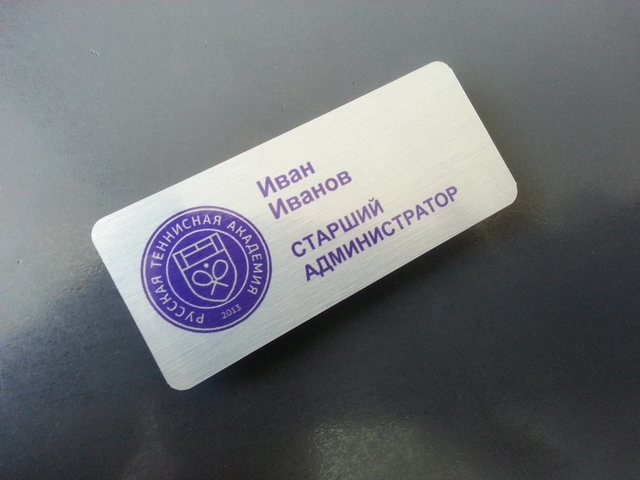 Иван
Иванов
СТАРШИЙ
АДМИНИСТРАТОР
РУССКАЯ ТЕННИСНАЯ АКАДЕМИЯ
2013